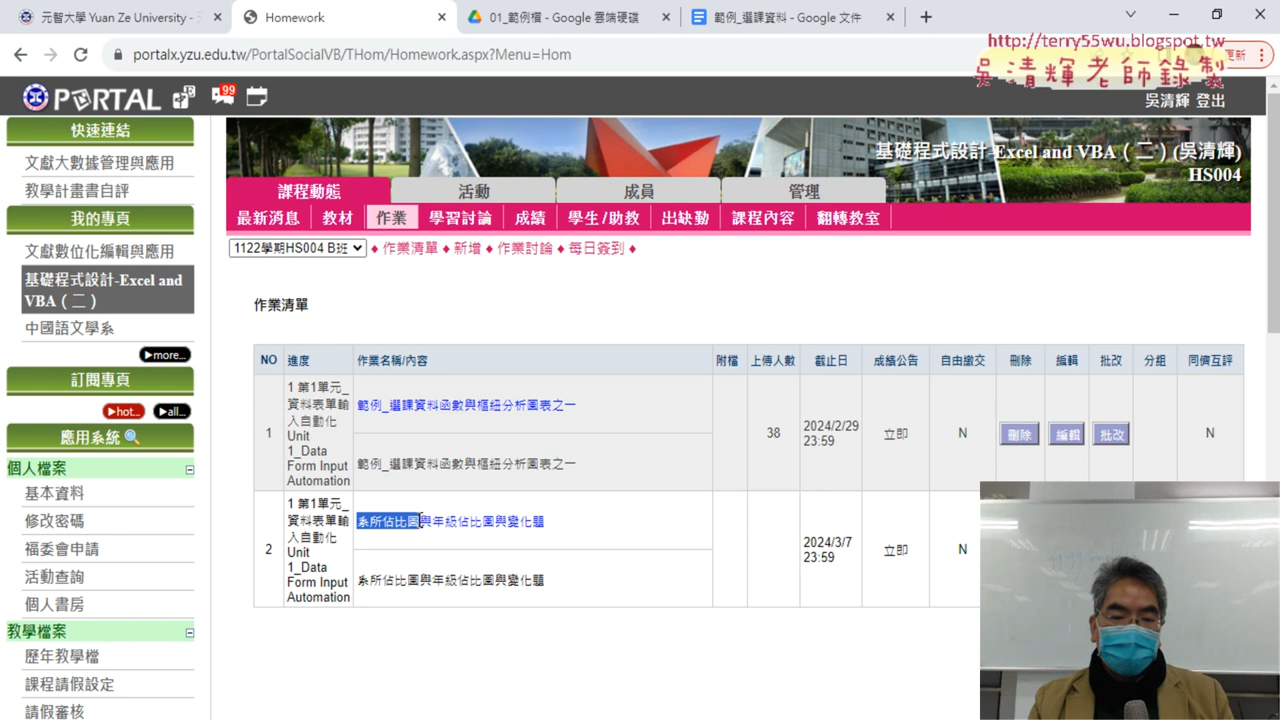 元智大學 Yuan Ze University -
Homework
01_範例檔 - Google 雲端硬碟
範例_選課資料 - Google 文件
portalx.yzu.edu.tw/PortalSocialVB/THom/Homework.aspx?Menu=Hom
更新
http://terry55wu.blogspot.tw
吳清輝老師錄製
PORTAL
99
吳清輝 登出
快速連結
文獻大數據管理與應用
教學計畫書自評
我的專頁
文獻數位化編輯與應用
基礎程式設計-Excel and
VBA（二）
中國語文學系
▶more...
訂閱專頁
▶hot...
▶all...
應用系統
個人檔案
基本資料
修改密碼
福委會申請
活動查詢
個人書房
教學檔案
歷年教學檔
課程請假設定
請假審核
基礎程式設計-Excel and VBA（二）(吳清輝)
HS004
課程動態 活動 成員 管理
最新消息 教材 作業 學習討論 成績 學生/助教 出缺勤 課程內容 翻轉教室
1122學期HS004 B班 ♦ 作業清單 ♦ 新增 ♦ 作業討論 ♦ 每日簽到 ♦
作業清單
NO 進度 作業名稱/內容 附檔 上傳人數 截止日 成績公告 自由繳交 刪除 編輯 批改 分組 同儕互評
1
1 第1單元_
資料表單輸
入自動化
Unit
1_Data
Form Input
Automation
範例_選課資料函數與樞紐分析圖表之一
範例_選課資料函數與樞紐分析圖表之一
38
2024/2/29
23:59
立即
N
刪除
編輯
批改
N
2
1 第1單元_
資料表單輸
入自動化
Unit
1_Data
Form Input
Automation
系所佔比圖與年級佔比圖與變化題
系所佔比圖與年級佔比圖與變化題
2024/3/7
23:59
立即
N